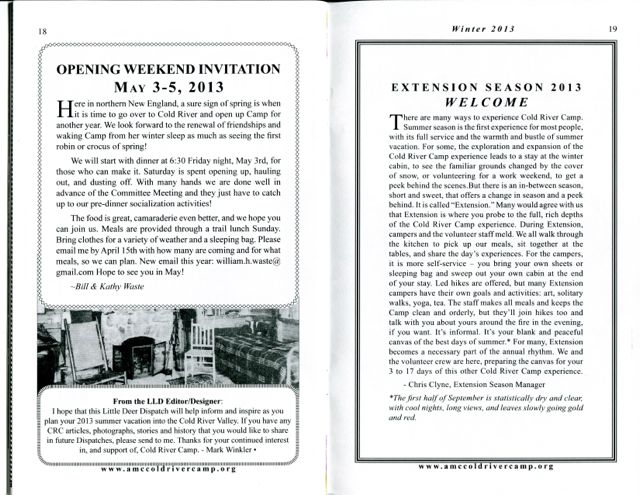 18
OPENING WEEKEND INVITATION
MAY 3-5, 2013
Here in northern New England, a sure sign of spring is when
it is time to go over to Cold River and open up Camp for
another year. We look forward to the renewal of friendships and
waking Camp from her winter sleep as much as seeing the first
robin or crocus of spring!
We will start with dinner at 6:30 Friday night, May 3rd, for
those who can make it. Saturday is spent opening up, hauling
out, and dusting off. With many hands we are done well in
advance of the Committee Meeting and they just have to catch
up to our pre-dinner socialization activities!
The food is great, camaraderie even better, and we hope you
can join us. Meals are provided through a trail lunch Sunday.
Bring clothes for a variety of weather and a sleeping bag. Please
email me by April 15th with how many are coming and for what
meals, so we can plan. New email this year: william.h.waste@
gmail.com Hope to see you in May!
~Bill & Kathy Waste
From the LLD Editor/Designer:
I hope that this Little Deer Dispatch will help inform and inspire as you
plan your 2013 summer vacation into the Cold River Valley. If you have any
CRC articles, photographs, stories and history that you would like to share
in future Dispatches, please send to me. Thanks for your continued interest
in, and support of, Cold River Camp. - Mark Winkler •
www.amccoldrivercamp.org
Winter 2013
19
EXTENSION SEASON 2013
WELCOME
There are many ways to experience Cold River Camp.
Summer season is the first experience for most people,
with its full service and the warmth and bustle of summer
vacation. For some, the exploration and expansion of the
Cold River Camp experience leads to a stay at the winter
cabin, to see the familiar grounds changed by the cover
of snow, or volunteering for a work weekend, to get a
peek behind the scenes.But there is an in-between season,
short and sweet, that offers a change in season and a peek
behind. It is called “Extension.” Many would agree with us
that Extension is where you probe to the full, rich depths
of the Cold River Camp experience. During Extension,
campers and the volunteer staff meld. We all walk through
the kitchen to pick up our meals, sit together at the
tables, and share the day’s experiences. For the campers,
it is more self-service – you bring your own sheets or
sleeping bag and sweep out your own cabin at the end
of your stay. Led hikes are offered, but many Extension
campers have their own goals and activities: art, solitary
walks, yoga, tea. The staff makes all meals and keeps the
Camp clean and orderly, but they’ll join hikes too and
talk with you about yours around the fire in the evening,
if you want. It’s informal. It’s your blank and peaceful
canvas of the best days of summer.* For many, Extension
becomes a necessary part of the annual rhythm. We and
the volunteer crew are here, preparing the canvas for your
3 to 17 days of this other Cold River Camp experience.
- Chris Clyne, Extension Season Manager
*The first half of September is statistically dry and clear,
with cool nights, long views, and leaves slowly going gold
and red.
www.amccoldrivercamp.org